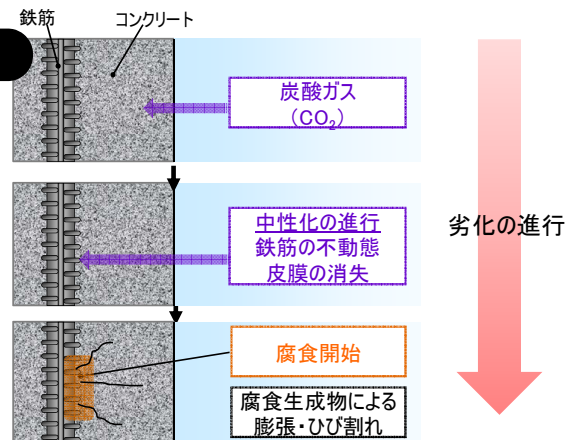 鉄筋
コンクリート
炭酸ガス
（CO₂）
中性化の進行
鉄筋の不動態
皮膜の消失
劣化の進行
腐食開始
腐食生成物による
膨張・ひび割れ